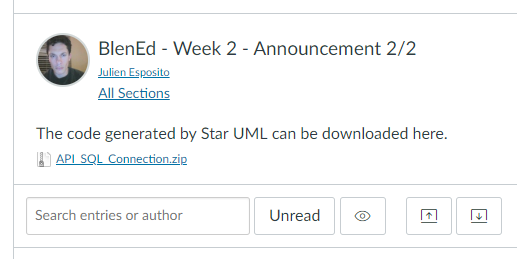 BlenEd - Week 2 - Announcement 2/2
Julien Esposito
All Sections
The code generated by Star UML can be downloaded here.
API_SQL_Connection.zip
Search entries or author
Unread